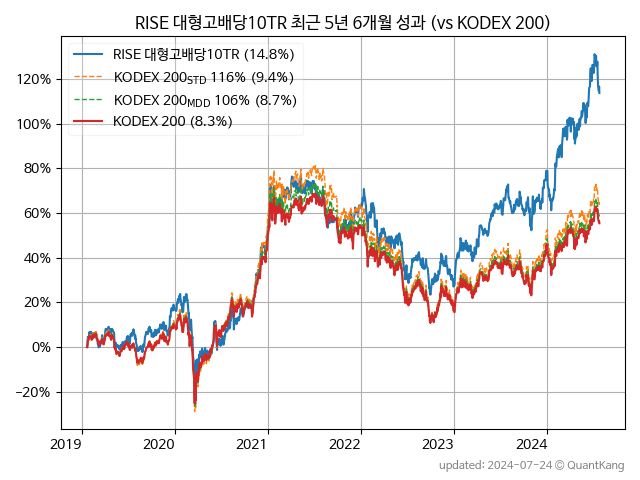 RISE 대형고배당10TR 최근 5년 6개월 성과 (vs KODEX 200)
RISE 대형고배당10TR (14.8%)
KODEX 200STD 116% (9.4%)
KODEX 200MDD 106% (8.7%)
KODEX 200 (8.3%)
120%
100%
80%
60%
40%
20%
0%
−20%
2019 2020 2021 2022 2023 2024
updated: 2024-07-24 © QuantKang